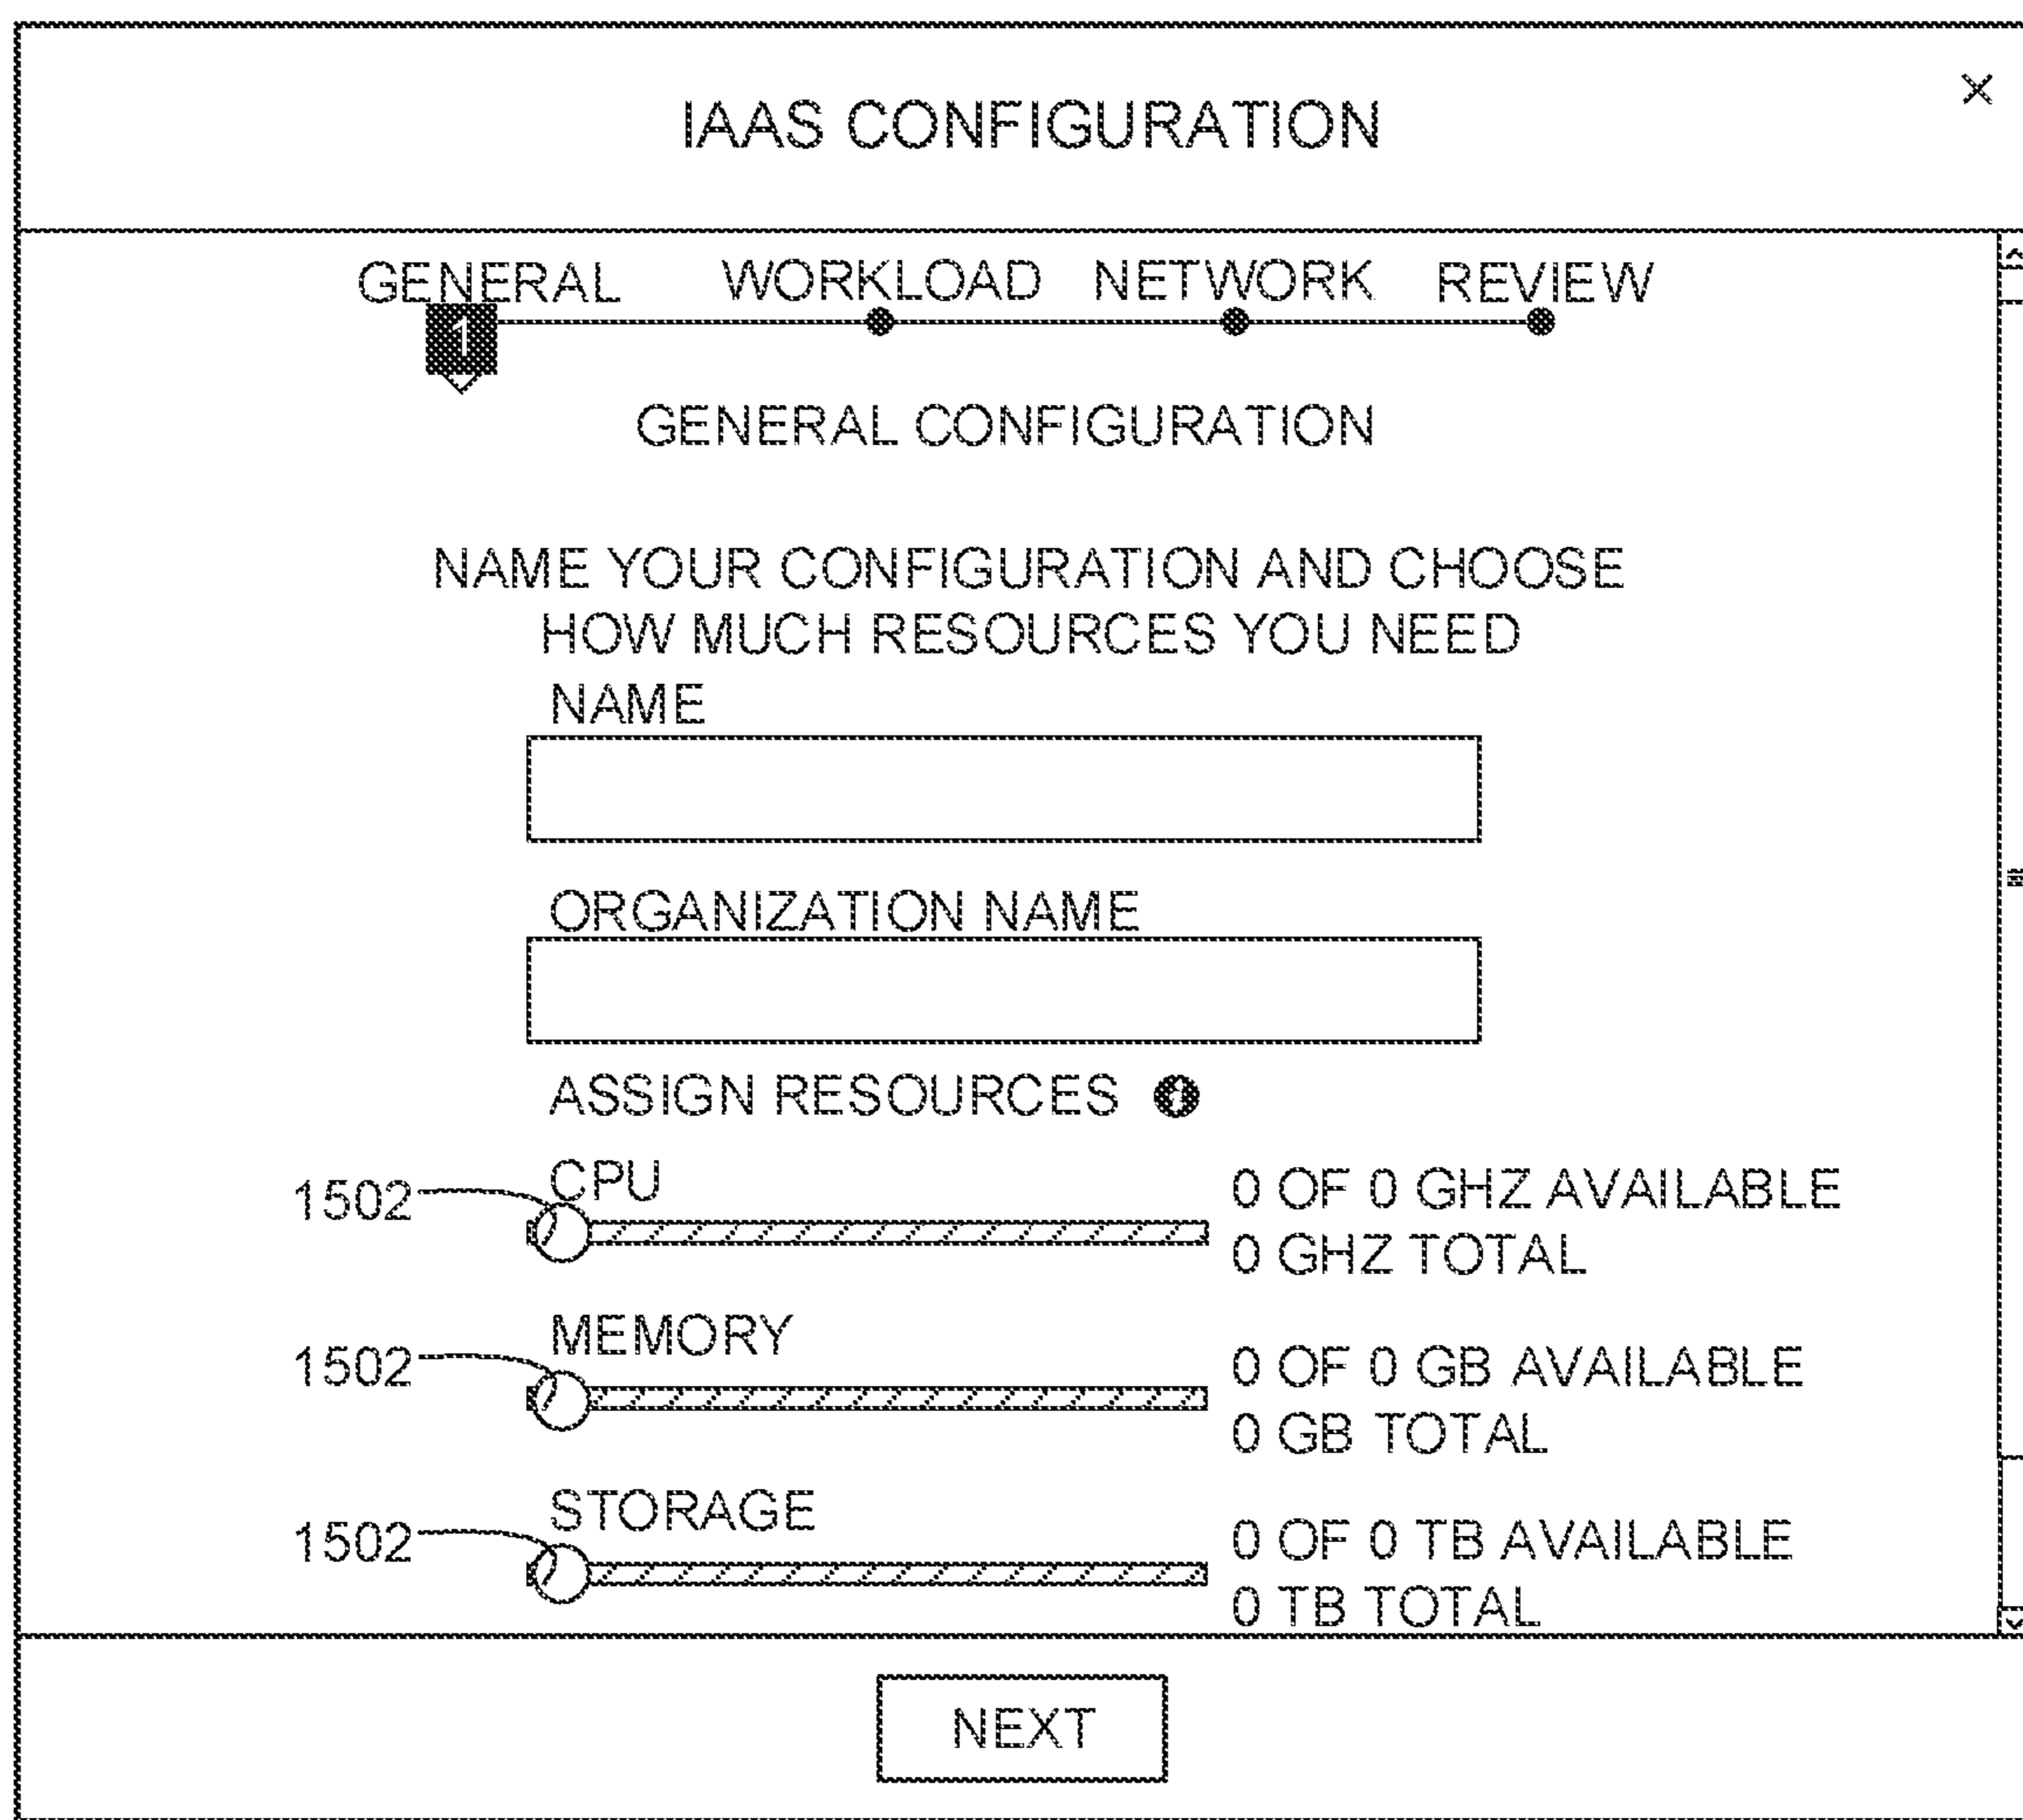 IAAS CONFIGURATION
×
GENERAL WORKLOAD NETWORK REVIEW
1
GENERAL CONFIGURATION
NAME YOUR CONFIGURATION AND CHOOSE
HOW MUCH RESOURCES YOU NEED
NAME
ORGANIZATION NAME
ASSIGN RESOURCES
CPU
1502
0 OF 0 GHZ AVAILABLE
0 GHZ TOTAL
MEMORY
1502
0 OF 0 GB AVAILABLE
0 GB TOTAL
STORAGE
1502
0 OF 0 TB AVAILABLE
0 TB TOTAL
NEXT